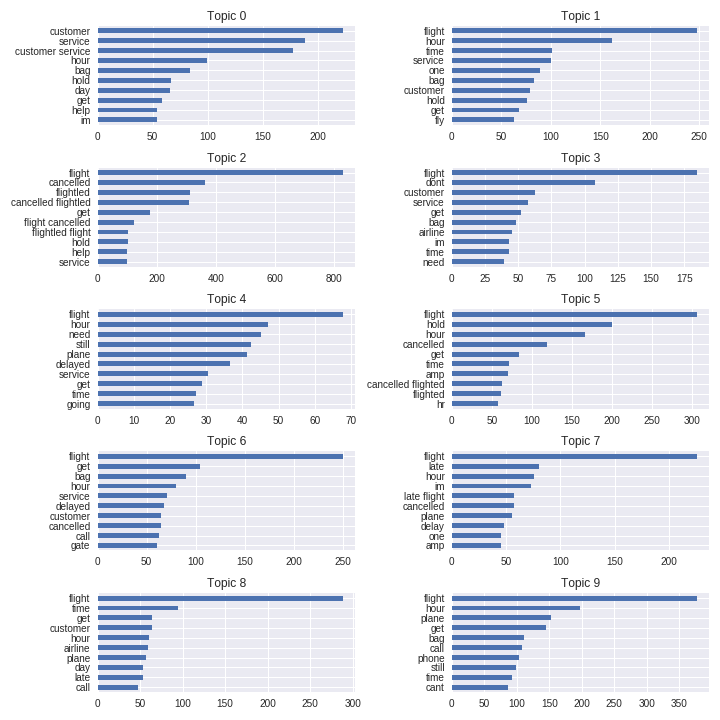 Topic 0
customer
service
customer service
hour
bag
hold
day
get
help
im
0 50 100 150 200
Topic 1
flight
hour
time
service
one
bag
customer
hold
get
fly
0 50 100 150 200 250
Topic 2
flight
cancelled
flightled
cancelled flightled
get
flight cancelled
flightled flight
hold
help
service
0 200 400 600 800
Topic 3
flight
dont
customer
service
get
bag
airline
im
time
need
0 25 50 75 100 125 150 175
Topic 4
flight
hour
need
still
plane
delayed
service
get
time
going
0 10 20 30 40 50 60 70
Topic 5
flight
hold
hour
cancelled
get
time
amp
cancelled flighted
flighted
hr
0 50 100 150 200 250 300
Topic 6
flight
get
bag
hour
service
delayed
customer
cancelled
call
gate
0 50 100 150 200 250
Topic 7
flight
late
hour
im
late flight
cancelled
plane
delay
one
amp
0 50 100 150 200
Topic 8
flight
time
get
customer
hour
airline
plane
day
late
call
0 50 100 150 200 250 300
Topic 9
flight
hour
plane
get
bag
call
phone
still
time
cant
0 50 100 150 200 250 300 350